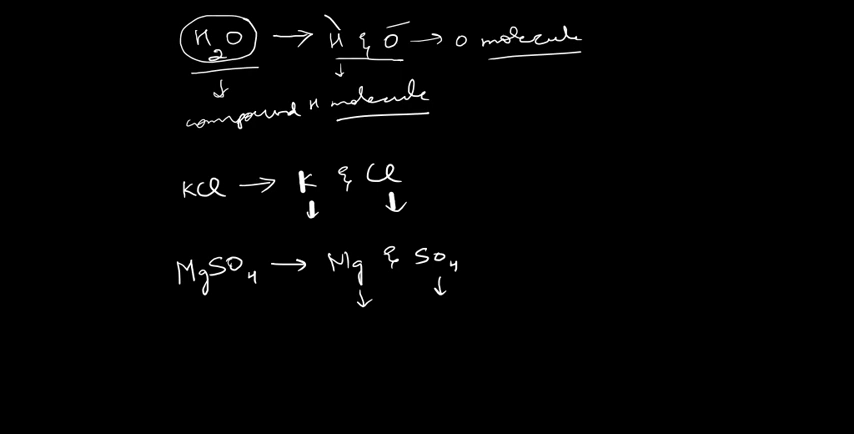 H₂O → H & O → O molecule
↓ ↓
compound H molecule
KCl → K & Cl
↓ ↓
MgSO₄ → Mg & SO₄
↓ ↓